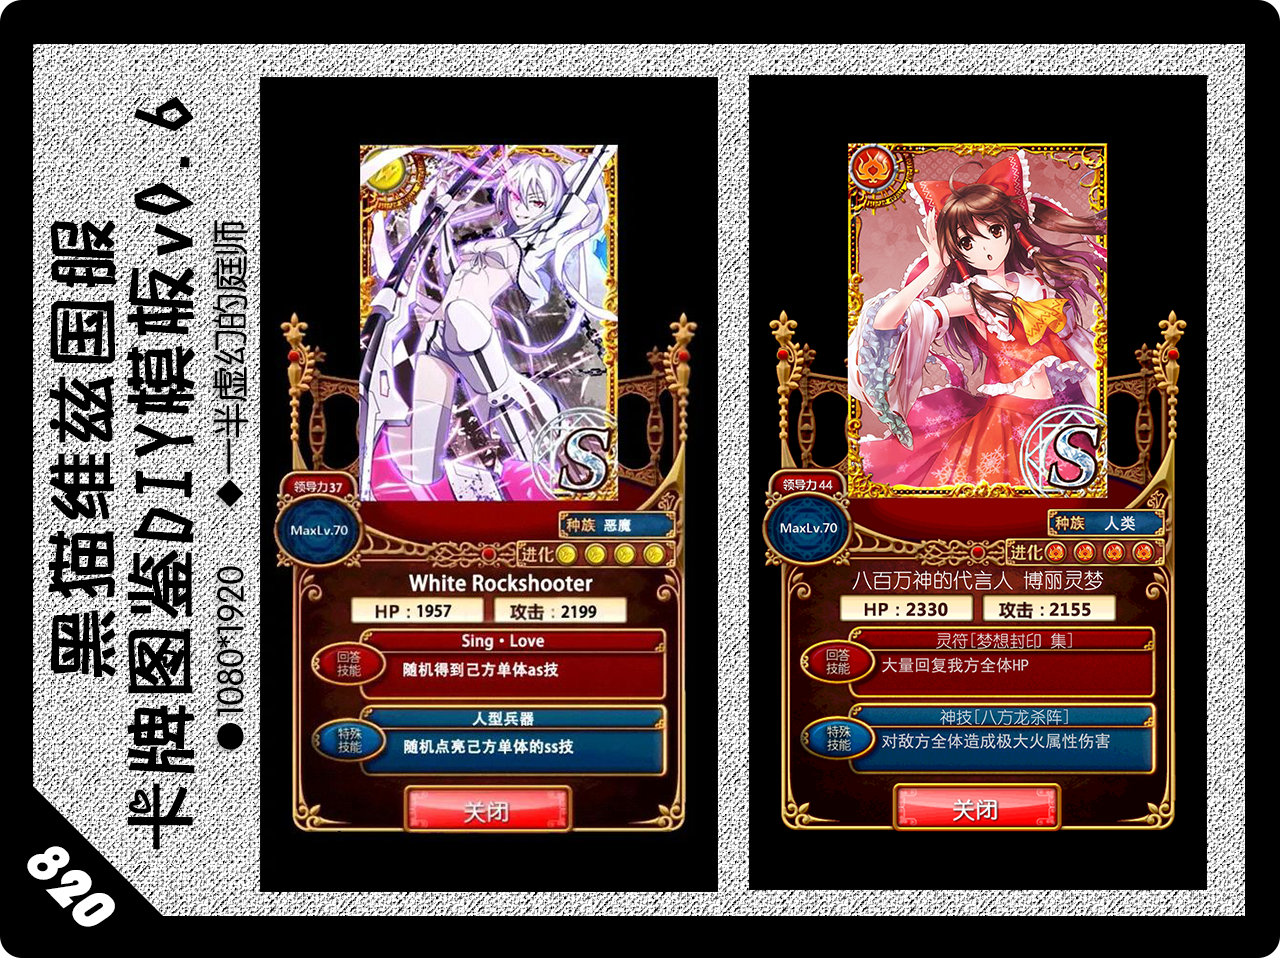 黑猫维兹国服
卡牌图鉴DIY模板v0.6
●1080*1920 ◆一半虚幻的庭师
820
S
领导力37
MaxLv.70
种族 恶魔
进化
White Rockshooter
HP：1957
攻击：2199
Sing・Love
回答
技能
随机得到己方单体as技
人型兵器
特殊
技能
随机点亮己方单体的ss技
关闭
S
领导力44
MaxLv.70
种族 人类
进化
八百万神的代言人 博丽灵梦
HP：2330
攻击：2155
灵符[梦想封印 集]
回答
技能
大量回复我方全体HP
神技[八方龙杀阵]
特殊
技能
对敌方全体造成极大火属性伤害
关闭